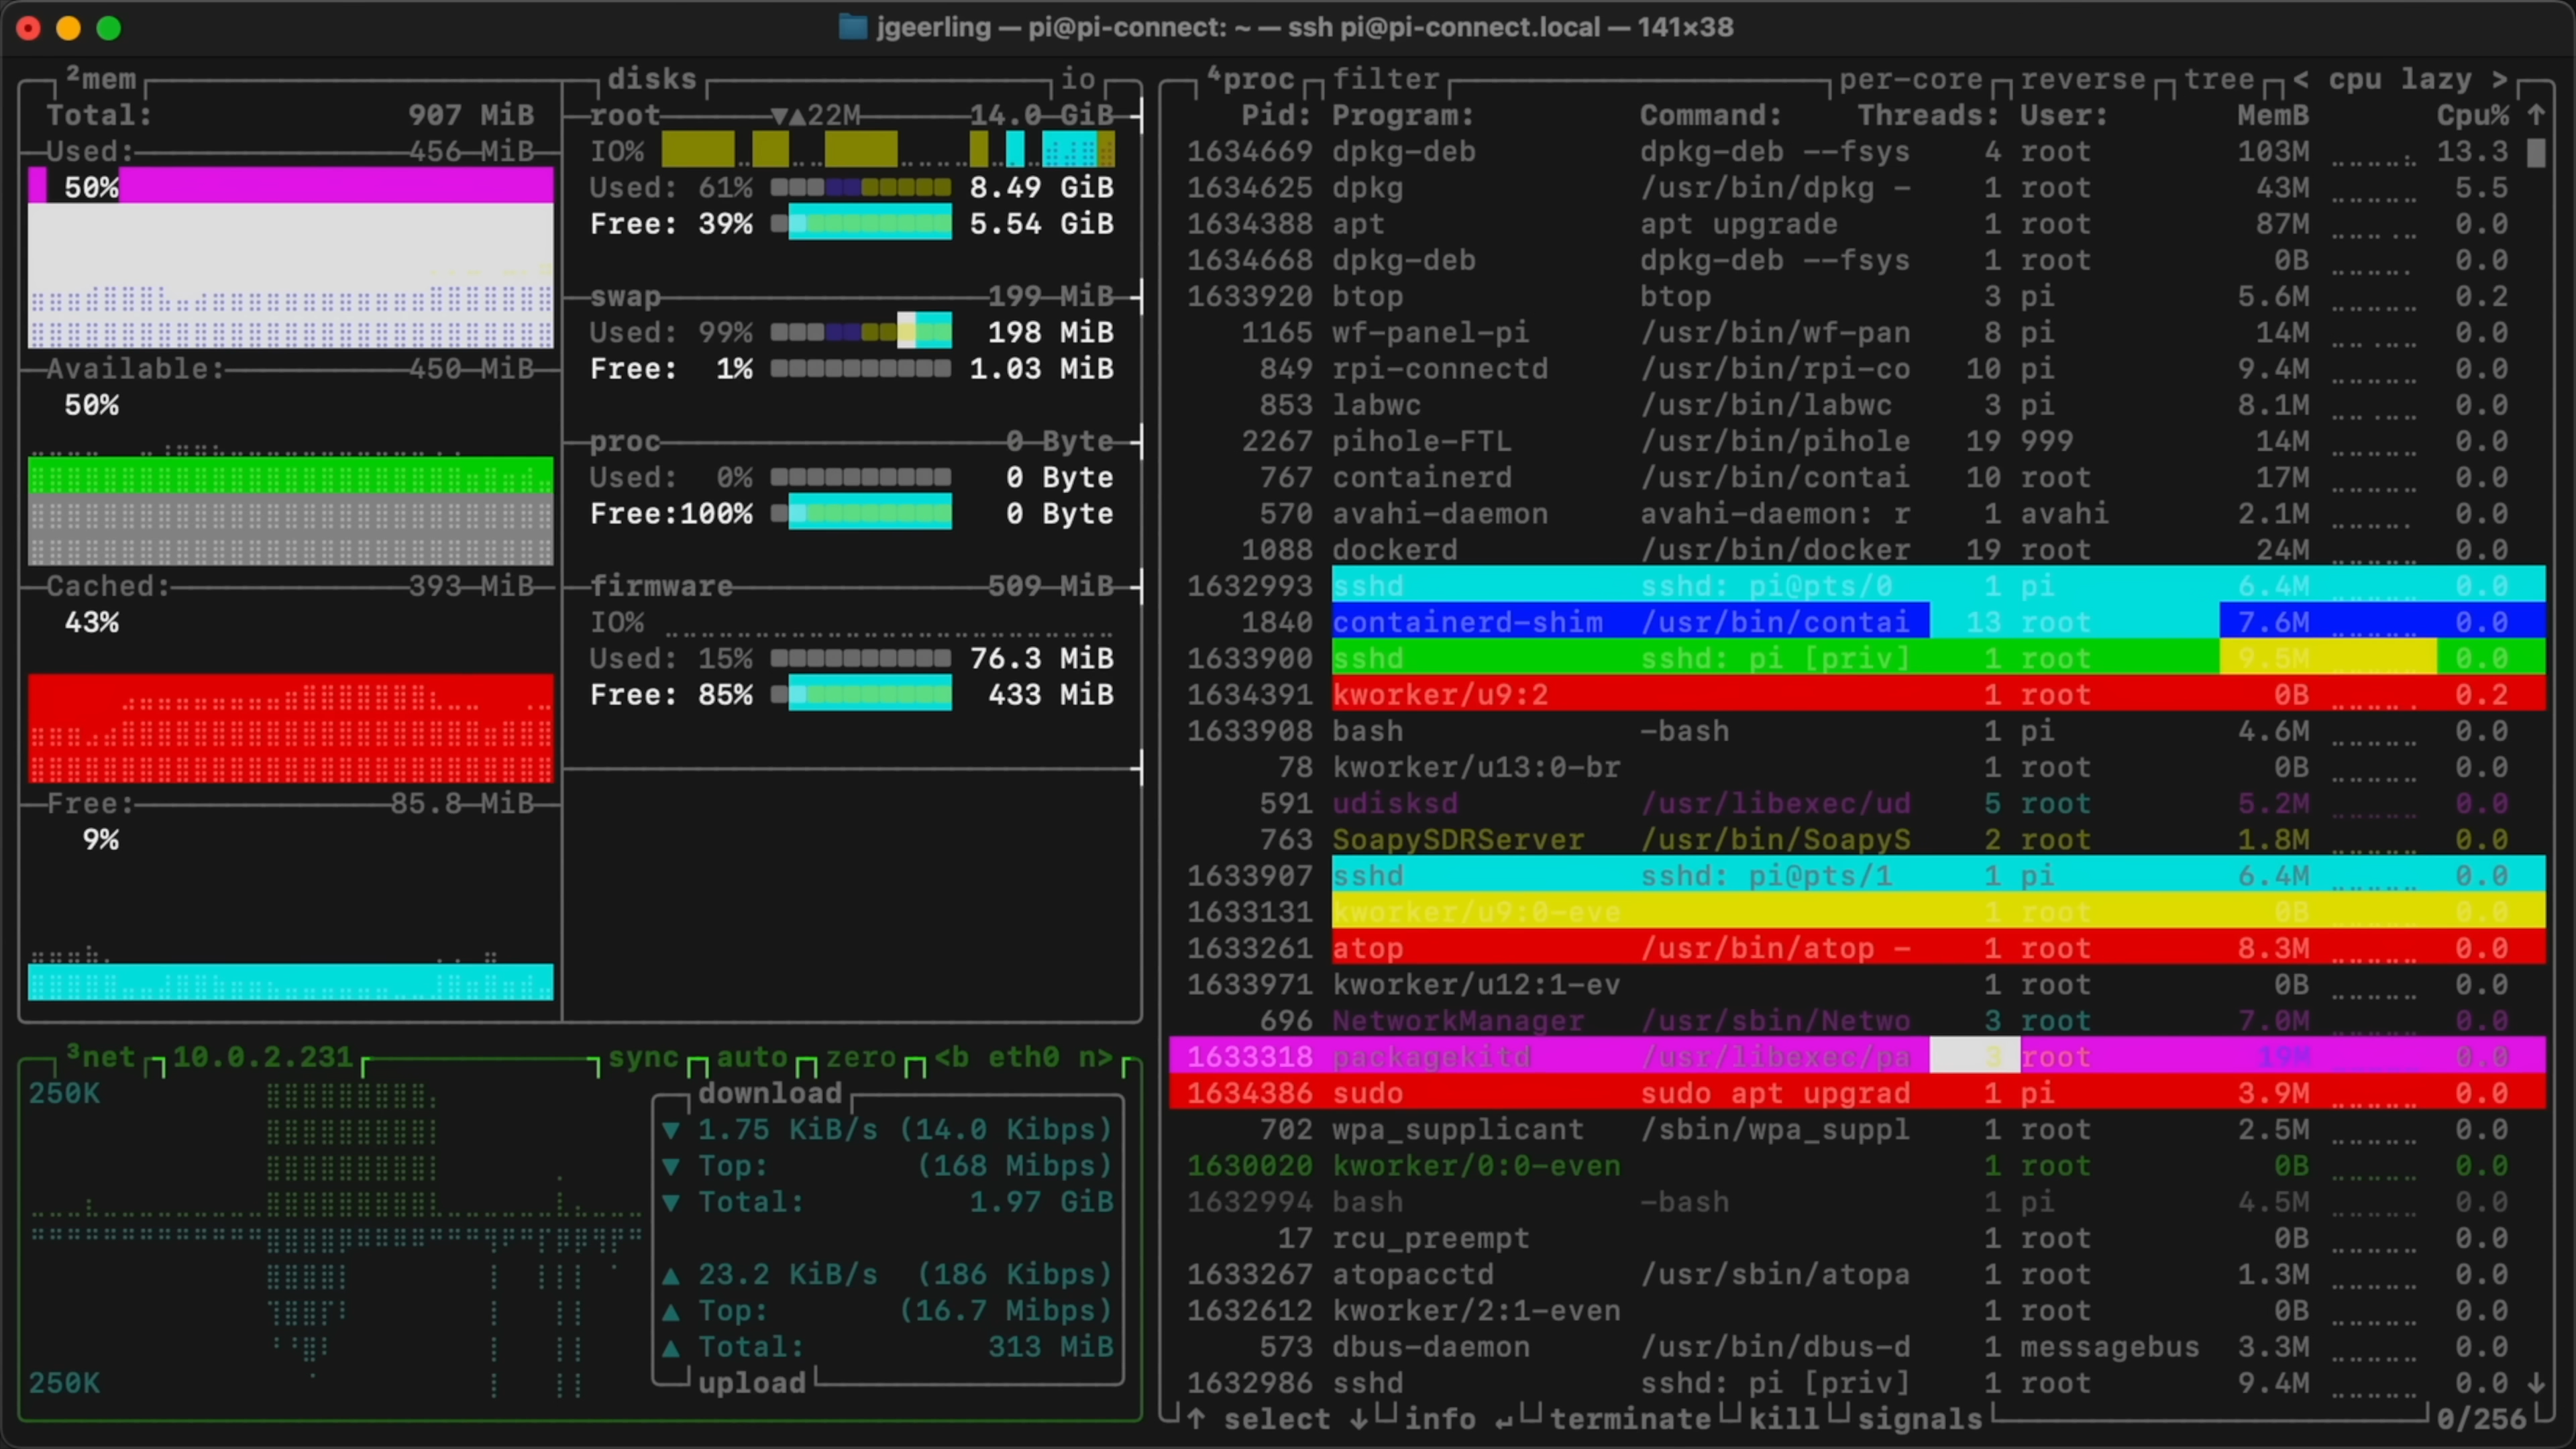 jgeerling — pi@pi-connect: ~ — ssh pi@pi-connect.local — 141×38
²mem
Total: 907 MiB
Used: 456 MiB
50%
Available: 450 MiB
50%
Cached: 393 MiB
43%
Free: 85.8 MiB
9%
disks io
root ▼▲22M 14.0 GiB
IO%
Used: 61% 8.49 GiB
Free: 39% 5.54 GiB
swap 199 MiB
Used: 99% 198 MiB
Free: 1% 1.03 MiB
proc 0 Byte
Used: 0% 0 Byte
Free:100% 0 Byte
firmware 509 MiB
IO%
Used: 15% 76.3 MiB
Free: 85% 433 MiB
³net 10.0.2.231 sync auto zero <b eth0 n>
250K
250K
download
▼ 1.75 KiB/s (14.0 Kibps)
▼ Top: (168 Mibps)
▼ Total: 1.97 GiB
▲ 23.2 KiB/s (186 Kibps)
▲ Top: (16.7 Mibps)
▲ Total: 313 MiB
upload
⁴proc filter per-core reverse tree < cpu lazy >
Pid: Program: Command: Threads: User: MemB Cpu% ↑
1634669 dpkg-deb dpkg-deb --fsys 4 root 103M 13.3
1634625 dpkg /usr/bin/dpkg - 1 root 43M 5.5
1634388 apt apt upgrade 1 root 87M 0.0
1634668 dpkg-deb dpkg-deb --fsys 1 root 0B 0.0
1633920 btop btop 3 pi 5.6M 0.2
1165 wf-panel-pi /usr/bin/wf-pan 8 pi 14M 0.0
849 rpi-connectd /usr/bin/rpi-co 10 pi 9.4M 0.0
853 labwc /usr/bin/labwc 3 pi 8.1M 0.0
2267 pihole-FTL /usr/bin/pihole 19 999 14M 0.0
767 containerd /usr/bin/contai 10 root 17M 0.0
570 avahi-daemon avahi-daemon: r 1 avahi 2.1M 0.0
1088 dockerd /usr/bin/docker 19 root 24M 0.0
1632993 sshd sshd: pi@pts/0 1 pi 6.4M 0.0
1840 containerd-shim /usr/bin/contai 13 root 7.6M 0.0
1633900 sshd sshd: pi [priv] 1 root 9.5M 0.0
1634391 kworker/u9:2 1 root 0B 0.2
1633908 bash -bash 1 pi 4.6M 0.0
78 kworker/u13:0-br 1 root 0B 0.0
591 udisksd /usr/libexec/ud 5 root 5.2M 0.0
763 SoapySDRServer /usr/bin/SoapyS 2 root 1.8M 0.0
1633907 sshd sshd: pi@pts/1 1 pi 6.4M 0.0
1633131 kworker/u9:0-eve 1 root 0B 0.0
1633261 atop /usr/bin/atop - 1 root 8.3M 0.0
1633971 kworker/u12:1-ev 1 root 0B 0.0
696 NetworkManager /usr/sbin/Netwo 3 root 7.0M 0.0
1633318 packagekitd /usr/libexec/pa 3 root 19M 0.0
1634386 sudo sudo apt upgrad 1 pi 3.9M 0.0
702 wpa_supplicant /sbin/wpa_suppl 1 root 2.5M 0.0
1630020 kworker/0:0-even 1 root 0B 0.0
1632994 bash -bash 1 pi 4.5M 0.0
17 rcu_preempt 1 root 0B 0.0
1633267 atopacctd /usr/sbin/atopa 1 root 1.3M 0.0
1632612 kworker/2:1-even 1 root 0B 0.0
573 dbus-daemon /usr/bin/dbus-d 1 messagebus 3.3M 0.0
1632986 sshd sshd: pi [priv] 1 root 9.4M 0.0 ↓
↑ select ↓ info ↵ terminate kill signals 0/256